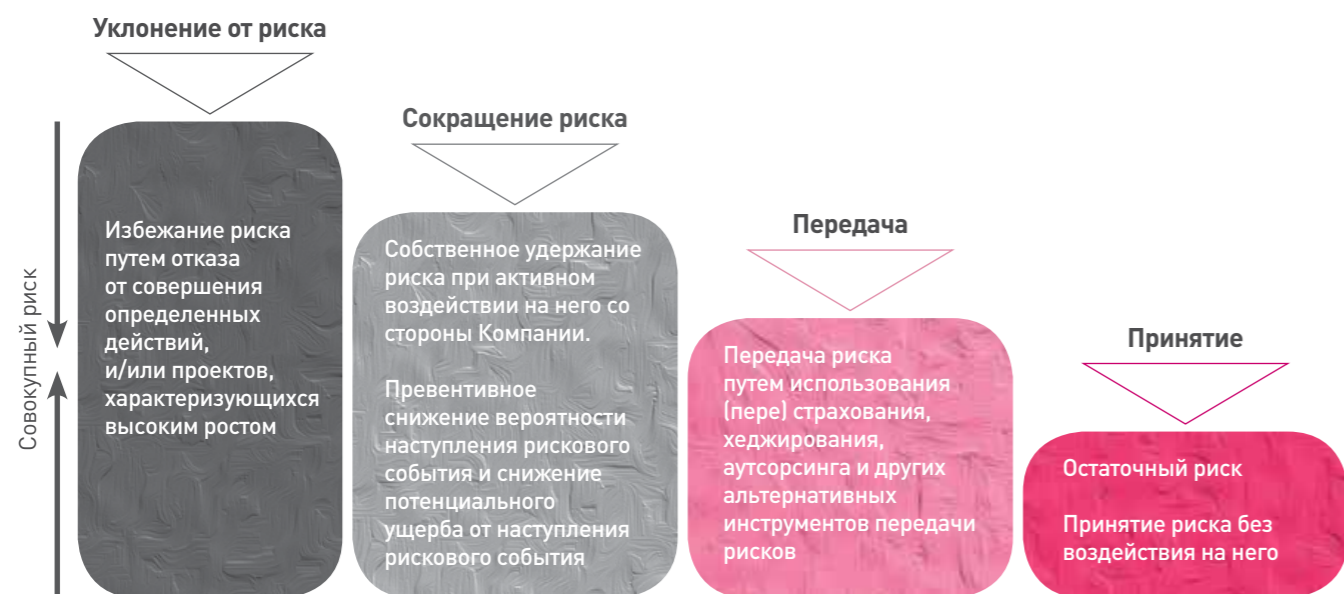 Уклонение от риска
Сокращение риска
Передача
Принятие
Совокупный риск
Избежание риска
путем отказа
от совершения
определенных
действий,
и/или проектов,
характеризующихся
высоким ростом
Собственное удержание
риска при активном
воздействии на него со
стороны Компании.
Превентивное
снижение вероятности
наступления рискового
события и снижение
потенциального
ущерба от наступления
рискового события
Передача риска
путем использования
(пере) страхования,
хеджирования,
аутсорсинга и других
альтернативных
инструментов передачи
рисков
Остаточный риск
Принятие риска без
воздействия на него